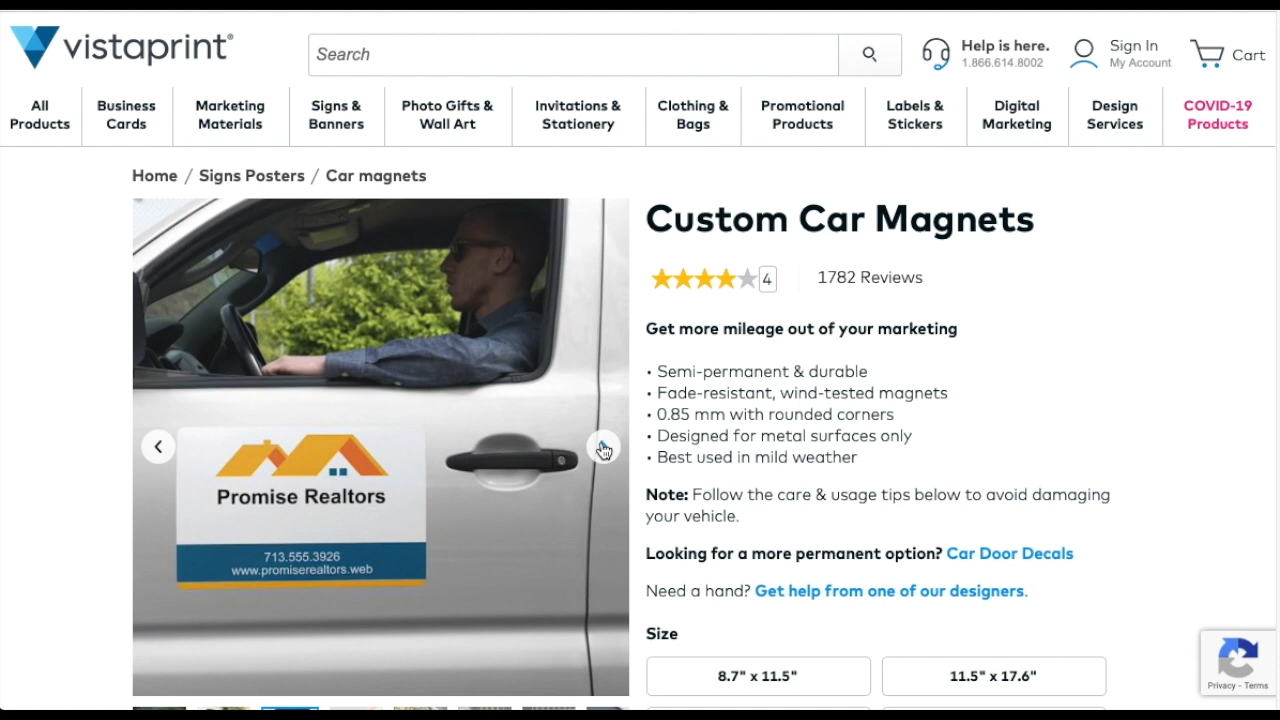 vistaprint®
Search
Help is here.
1.866.614.8002
Sign In
My Account
Cart
All Products
Business Cards
Marketing Materials
Signs & Banners
Photo Gifts & Wall Art
Invitations & Stationery
Clothing & Bags
Promotional Products
Labels & Stickers
Digital Marketing
Design Services
COVID-19 Products
Home / Signs Posters / Car magnets
Promise Realtors
713.555.3926
www.promiserealtors.web
Custom Car Magnets
4
1782 Reviews
Get more mileage out of your marketing
• Semi-permanent & durable
• Fade-resistant, wind-tested magnets
• 0.85 mm with rounded corners
• Designed for metal surfaces only
• Best used in mild weather
Note: Follow the care & usage tips below to avoid damaging
your vehicle.
Looking for a more permanent option? Car Door Decals
Need a hand? Get help from one of our designers.
Size
8.7" x 11.5"
11.5" x 17.6"
Privacy - Terms